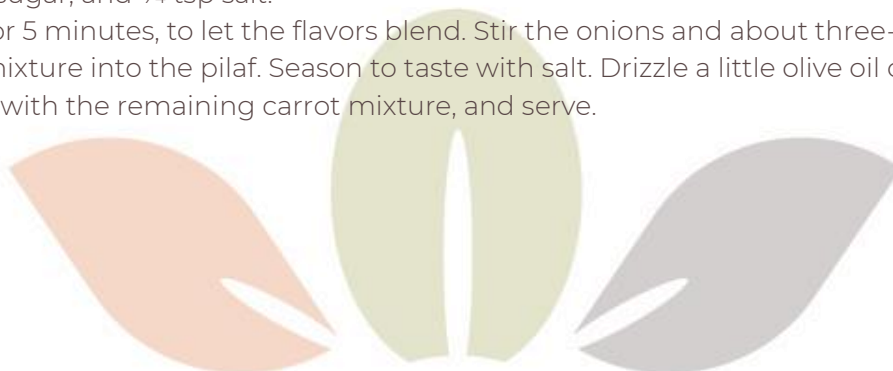 sugar, and ¼ tsp salt.
or 5 minutes, to let the flavors blend. Stir the onions and about three-
mixture into the pilaf. Season to taste with salt. Drizzle a little olive oil
with the remaining carrot mixture, and serve.